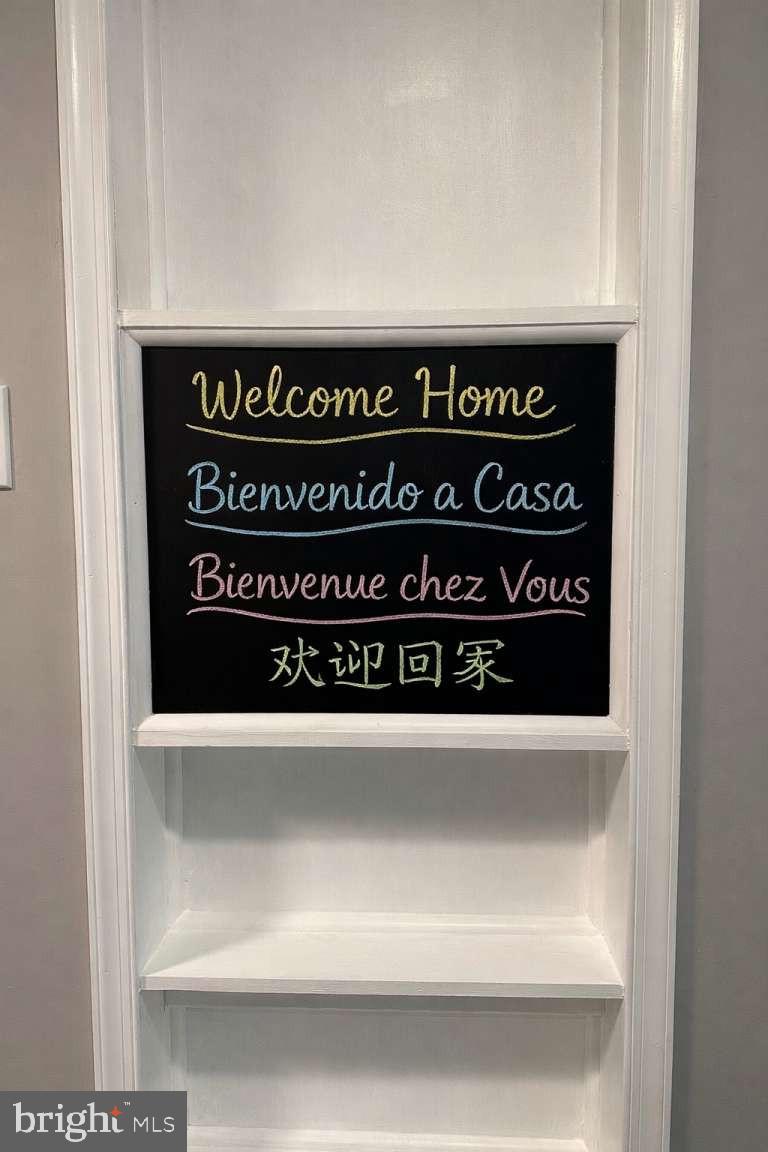 Welcome Home
Bienvenido a Casa
Bienvenue chez Vous
欢迎回家
bright MLS